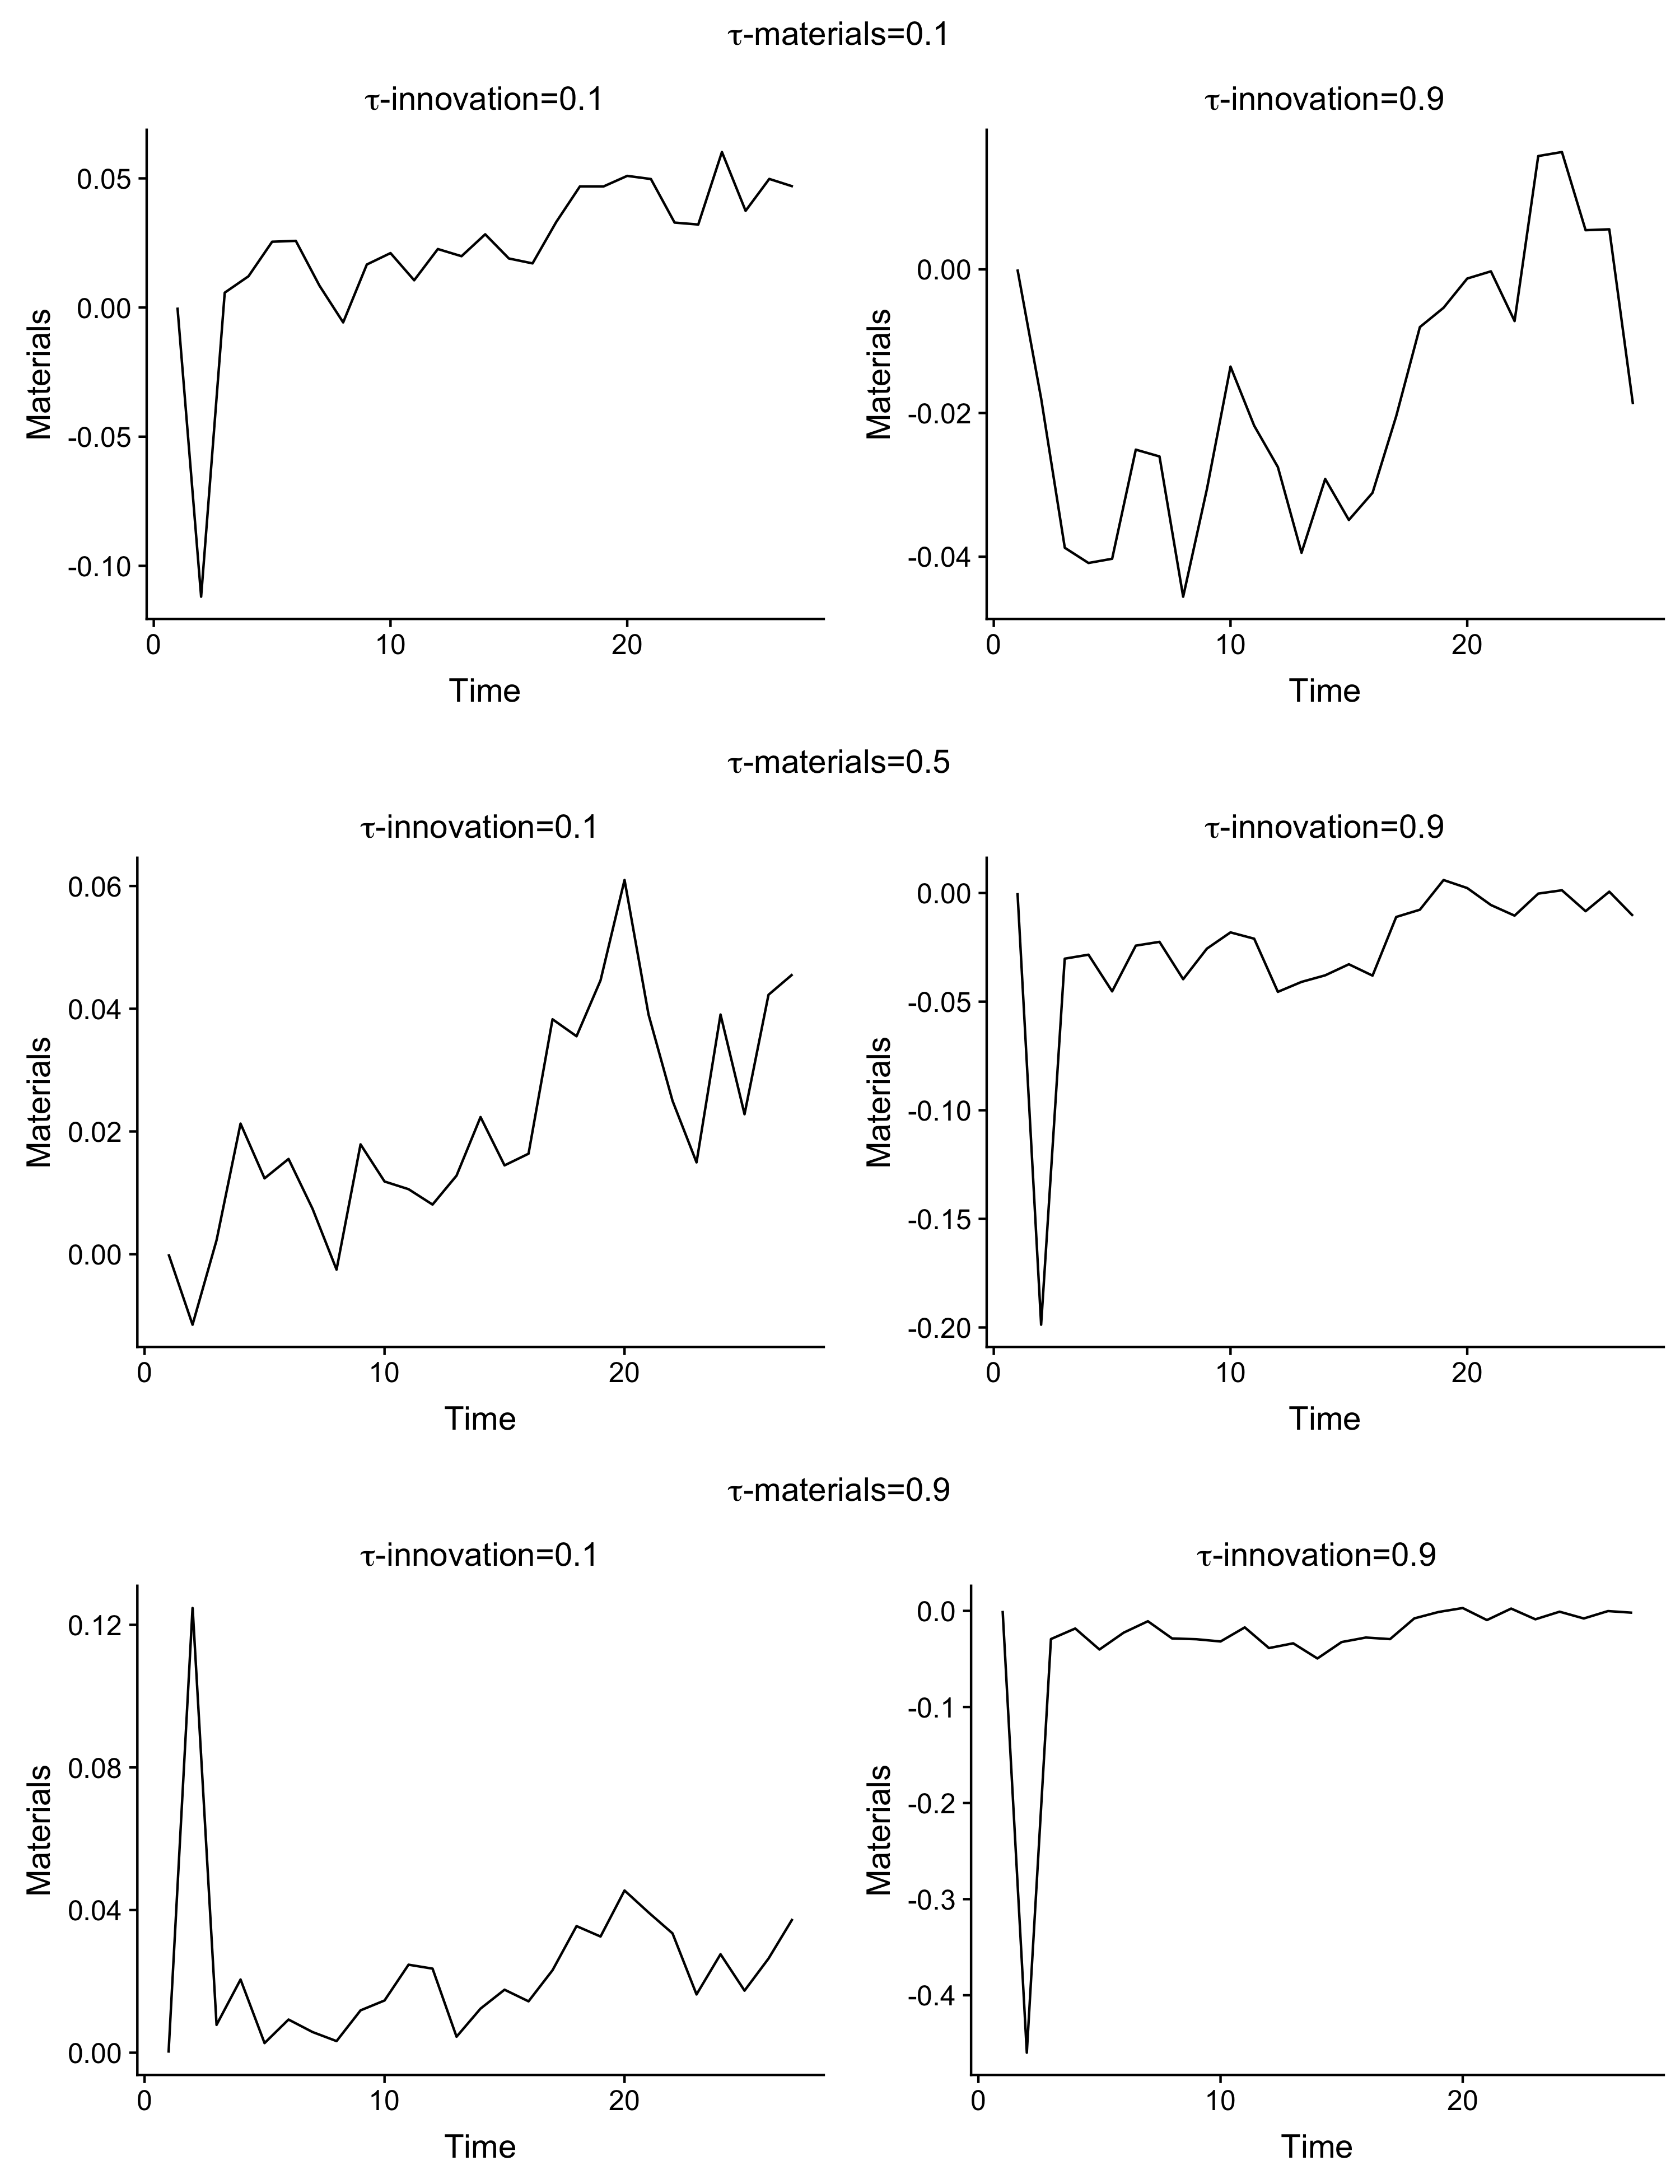 τ-materials=0.1
τ-innovation=0.1
τ-innovation=0.9
0.05
0.00
-0.05
-0.10
Materials
0
10
20
Time
0.00
-0.02
-0.04
Materials
0
10
20
Time
τ-materials=0.5
τ-innovation=0.1
τ-innovation=0.9
0.06
0.04
0.02
0.00
Materials
0
10
20
Time
0.00
-0.05
-0.10
-0.15
-0.20
Materials
0
10
20
Time
τ-materials=0.9
τ-innovation=0.1
τ-innovation=0.9
0.12
0.08
0.04
0.00
Materials
0
10
20
Time
0.0
-0.1
-0.2
-0.3
-0.4
Materials
0
10
20
Time